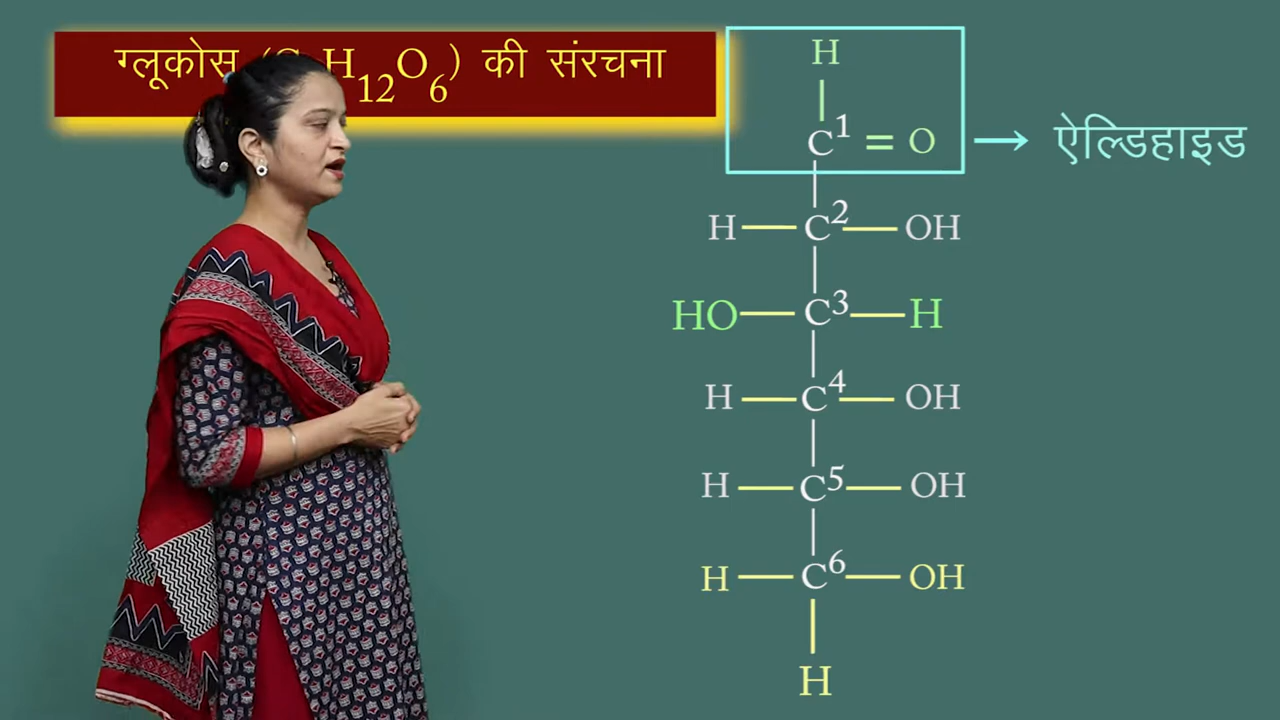 ग्लूकोस (C H12O6) की संरचना
H
C1 = O → ऐल्डिहाइड
H C2 OH
HO C3 H
H C4 OH
H C5 OH
H C6 OH
H